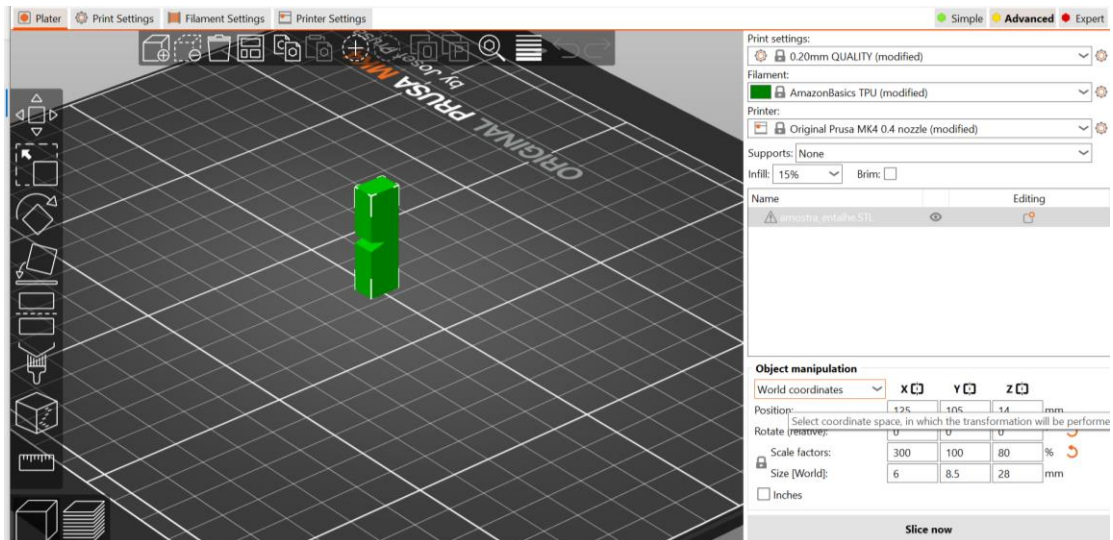 Plater Print Settings Filament Settings Printer Settings Simple Advanced Expert
ORIGINAL PRUSA
by Josef
Print settings:
0.20mm QUALITY (modified)
Filament:
AmazonBasics TPU (modified)
Printer:
Original Prusa MK4 0.4 nozzle (modified)
Supports: None
Infill: 15% Brim:
Name Editing
amostra_entalhe.STL
Object manipulation
World coordinates X Y Z
Position: 125 105 14 mm
Select coordinate space, in which the transformation will be performe
Rotate (relative): 0 0 0
Scale factors: 300 100 80 %
Size [World]: 6 8.5 28 mm
Inches
Slice now